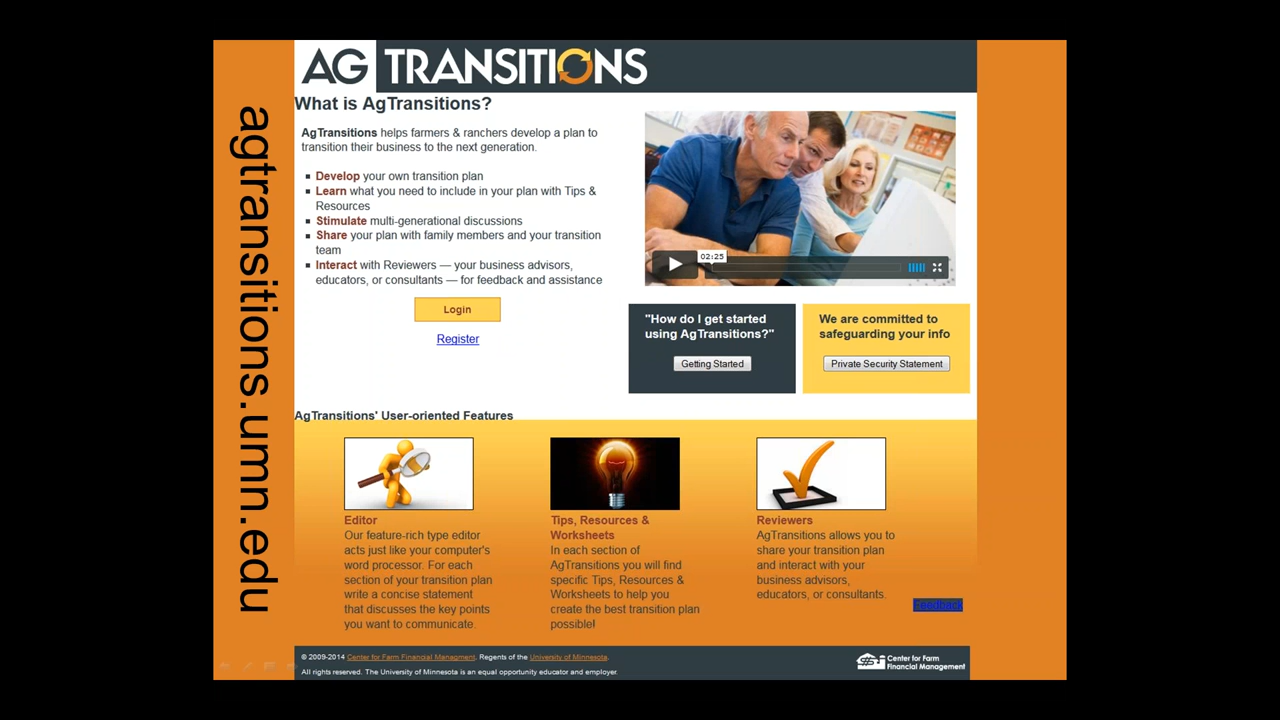 agtransitions.umn.edu
AG TRANSITIONS
What is AgTransitions?
AgTransitions helps farmers & ranchers develop a plan to
transition their business to the next generation.
Develop your own transition plan
Learn what you need to include in your plan with Tips &
Resources
Stimulate multi-generational discussions
Share your plan with family members and your transition
team
Interact with Reviewers — your business advisors,
educators, or consultants — for feedback and assistance
Login
Register
02:25
"How do I get started
using AgTransitions?"
Getting Started
We are committed to
safeguarding your info
Private Security Statement
AgTransitions' User-oriented Features
Editor
Our feature-rich type editor
acts just like your computer's
word processor. For each
section of your transition plan
write a concise statement
that discusses the key points
you want to communicate.
Tips, Resources &
Worksheets
In each section of
AgTransitions you will find
specific Tips, Resources &
Worksheets to help you
create the best transition plan
possible!
Reviewers
AgTransitions allows you to
share your transition plan
and interact with your
business advisors,
educators, or consultants.
Feedback
© 2009-2014 Center for Farm Financial Managment. Regents of the University of Minnesota.
All rights reserved. The University of Minnesota is an equal opportunity educator and employer.
Center for Farm
Financial Management